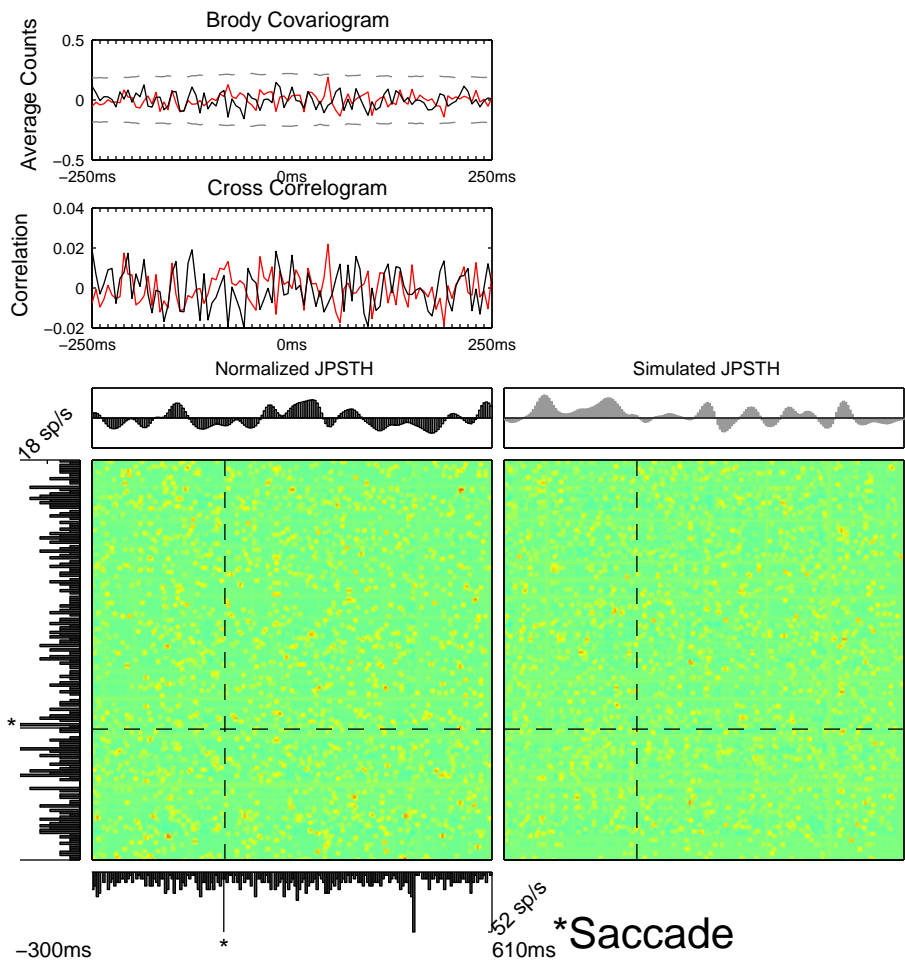 Brody Covariogram
Average Counts
0.5
0
−0.5
−250ms
0ms
250ms
Cross Correlogram
Correlation
0.04
0.02
0
−0.02
−250ms
0ms
250ms
Normalized JPSTH
Simulated JPSTH
18 sp/s
*
*
52 sp/s
−300ms
610ms
*Saccade